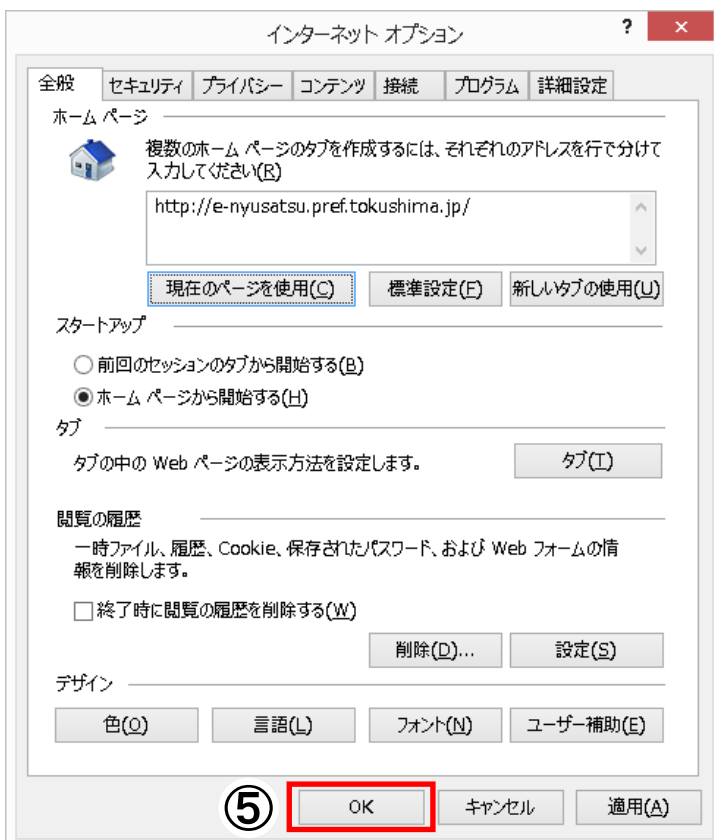 インターネット オプション
? ×
全般 セキュリティ プライバシー コンテンツ 接続 プログラム 詳細設定
ホーム ページ
複数のホーム ページのタブを作成するには、それぞれのアドレスを行で分けて
入力してください(R)
http://e-nyusatsu.pref.tokushima.jp/
現在のページを使用(C) 標準設定(F) 新しいタブの使用(U)
スタートアップ
前回のセッションのタブから開始する(B)
ホーム ページから開始する(H)
タブ
タブの中の Web ページの表示方法を設定します。 タブ(T)
閲覧の履歴
一時ファイル、履歴、Cookie、保存されたパスワード、および Web フォームの情
報を削除します。
終了時に閲覧の履歴を削除する(W)
削除(D)... 設定(S)
デザイン
色(O) 言語(L) フォント(N) ユーザー補助(E)
⑤ OK キャンセル 適用(A)